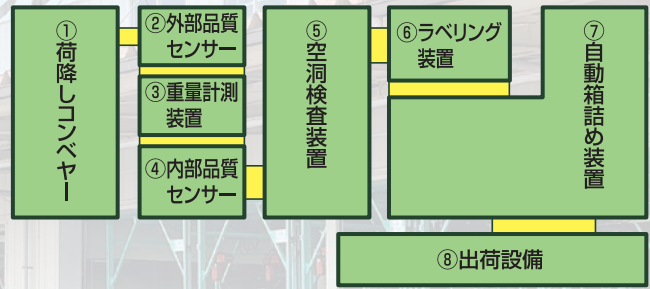 ①荷降しコンベヤー
②外部品質
センサー
③重量計測
装置
④内部品質
センサー
⑤空洞検査装置
⑥ラベリング
装置
⑦自動箱詰め装置
⑧出荷設備